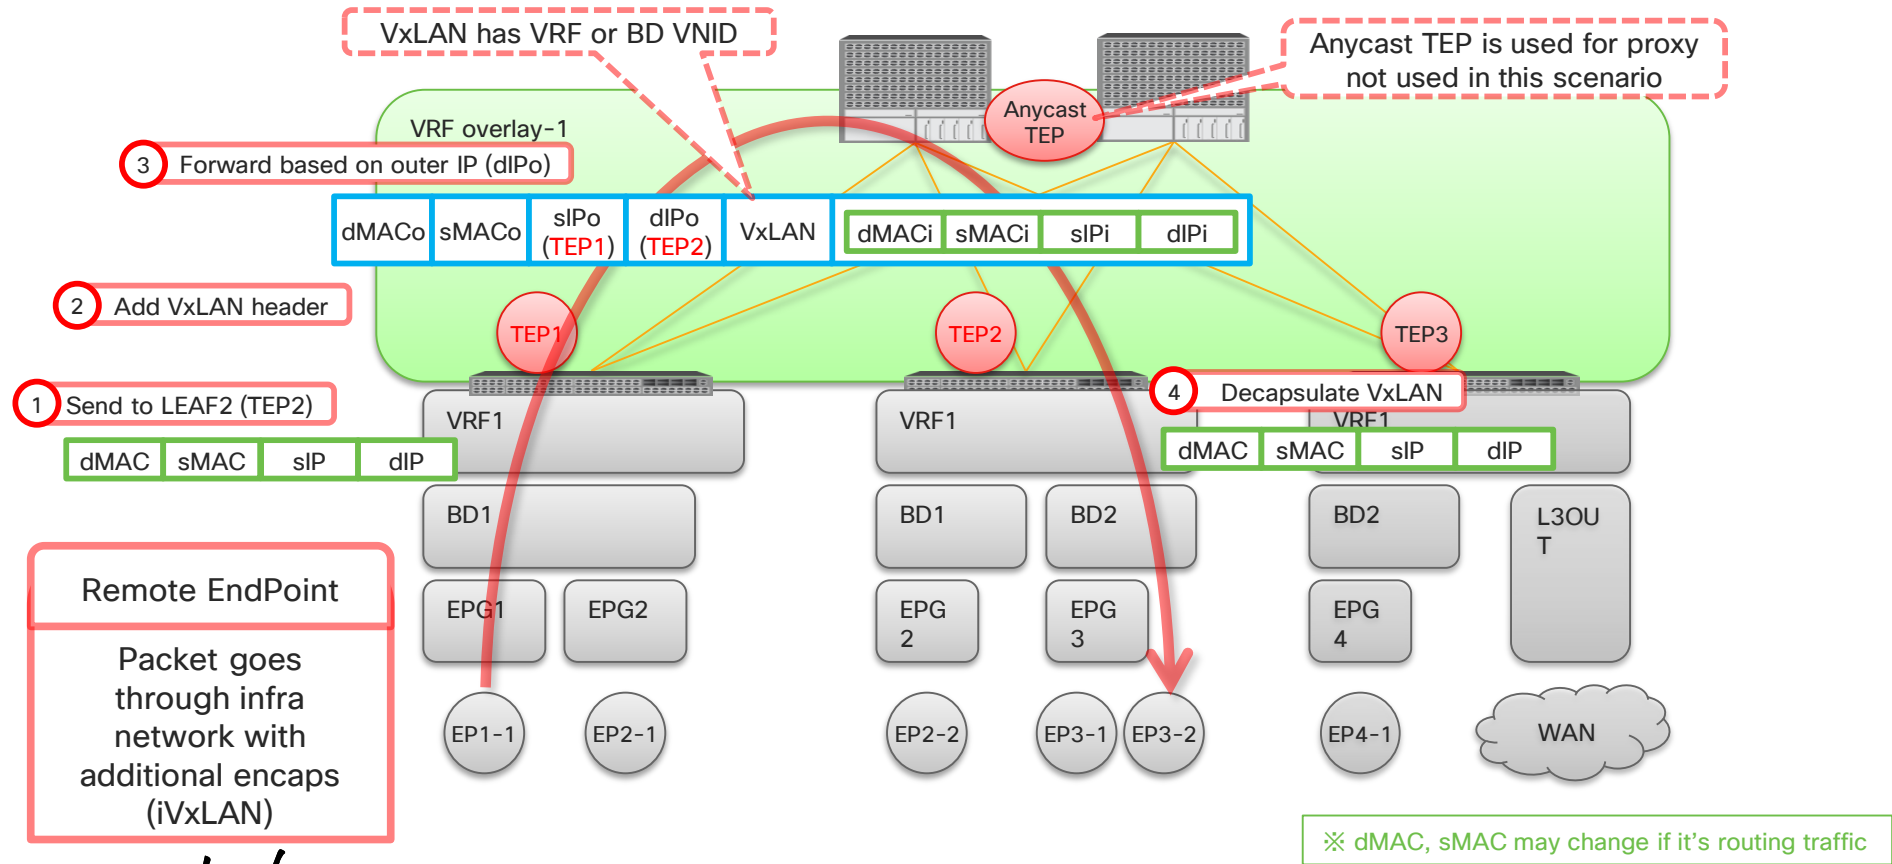 VxLAN has VRF or BD VNID
Anycast TEP is used for proxy
not used in this scenario
Anycast
TEP
VRF overlay-1
3 Forward based on outer IP (dIPo)
dMACo sMACo sIPo (TEP1) dIPo (TEP2) VxLAN dMACi sMACi sIPi dIPi
2 Add VxLAN header
TEP1
TEP2
TEP3
1 Send to LEAF2 (TEP2)
dMAC sMAC sIP dIP
4 Decapsulate VxLAN
dMAC sMAC sIP dIP
VRF1
VRF1
VRF1
BD1
BD1
BD2
BD2
L3OU
T
EPG1
EPG2
EPG
2
EPG
3
EPG
4
EP1-1
EP2-1
EP2-2
EP3-1
EP3-2
EP4-1
WAN
Remote EndPoint
Packet goes
through infra
network with
additional encaps
(iVxLAN)
※ dMAC, sMAC may change if it's routing traffic